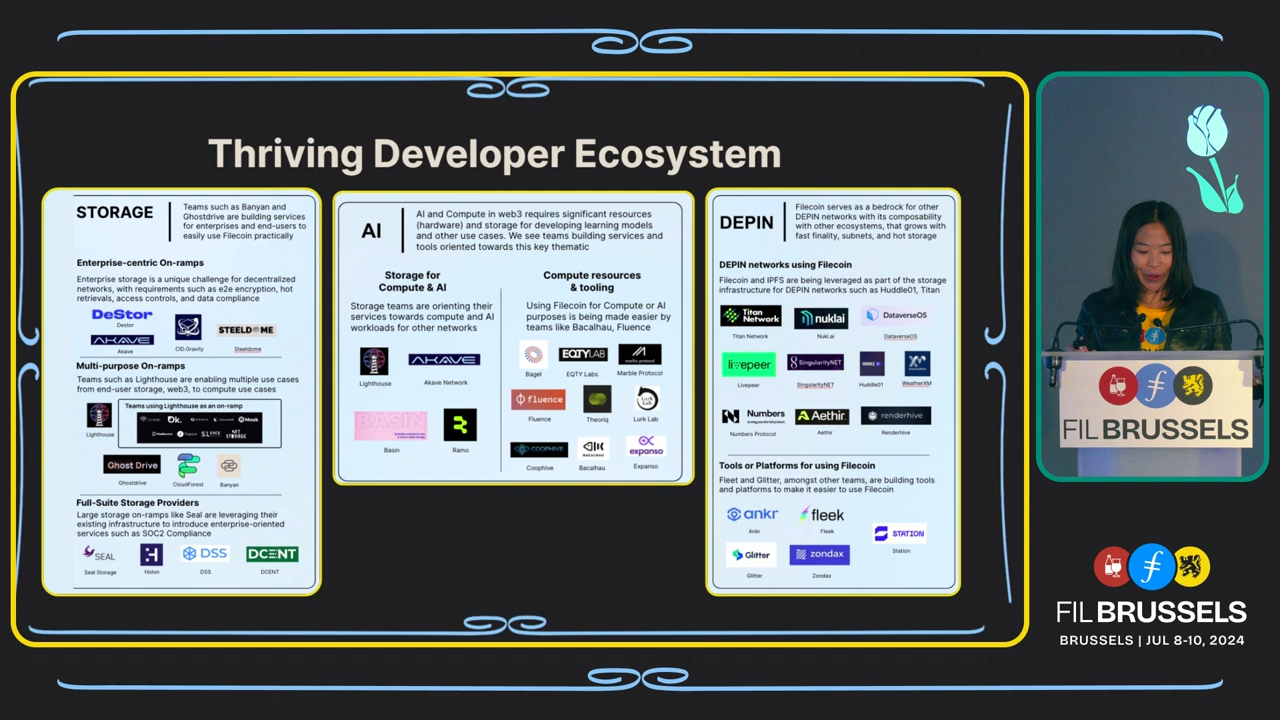 Thriving Developer Ecosystem
STORAGE
Teams such as Banyan and
Ghostdrive are building services
for enterprises and end-users to
easily use Filecoin practically
Enterprise-centric On-ramps
Enterprise storage is a unique challenge for decentralized
networks, with requirements such as e2e encryption, hot
retrievals, access controls, and data compliance
DeStor
Destor
AKAVE
Akave
CID.Gravity
STEELDOME
Steeldome
Multi-purpose On-ramps
Teams such as Lighthouse are enabling multiple use cases
from end-user storage, web3, to compute use cases
Lighthouse
Teams using Lighthouse as an on-ramp
Ghost Drive
Ghostdrive
CloudForest
Banyan
Full-Suite Storage Providers
Large storage on-ramps like Seal are leveraging their
existing infrastructure to introduce enterprise-oriented
services such as SOC2 Compliance
SEAL
Seal Storage
H
Holon
DSS
DSS
DCENT
DCENT
AI
AI and Compute in web3 requires significant resources
(hardware) and storage for developing learning models
and other use cases. We see teams building services and
tools oriented towards this key thematic
Storage for
Compute & AI
Storage teams are orienting their
services towards compute and AI
workloads for other networks
Lighthouse
AKAVE
Akave Network
BASIN
Basin
Ramo
Compute resources
& tooling
Using Filecoin for Compute or AI
purposes is being made easier by
teams like Bacalhau, Fluence
Bagel
EQTYLAB
EQTY Labs
marlin protocol
Marble Protocol
fluence
Fluence
Theoriq
Lurk Lab
Lurk Lab
COOPHIVE
Coophive
BACALHAU
Bacalhau
expanso
Expanso
DEPIN
Filecoin serves as a bedrock for other
DEPIN networks with its composability
with other ecosystems, that grows with
fast finality, subnets, and hot storage
DEPIN networks using Filecoin
Filecoin and IPFS are being leveraged as part of the storage
infrastructure for DEPIN networks such as Huddle01, Titan
Titan Network
Titan Network
nuklai
Nukl.ai
DataverseOS
DataverseOS
livepeer
Livepeer
SingularityNET
SingularityNET
Huddle01
WeatherXM
Numbers
Numbers Protocol
Aethir
Aethir
renderhive
Renderhive
Tools or Platforms for using Filecoin
Fleet and Glitter, amongst other teams, are building tools
and platforms to make it easier to use Filecoin
ankr
Ankr
fleek
Fleek
STATION
Station
Glitter
Glitter
zondax
Zondax
FIL BRUSSELS
FIL BRUSSELS
BRUSSELS | JUL 8-10, 2024